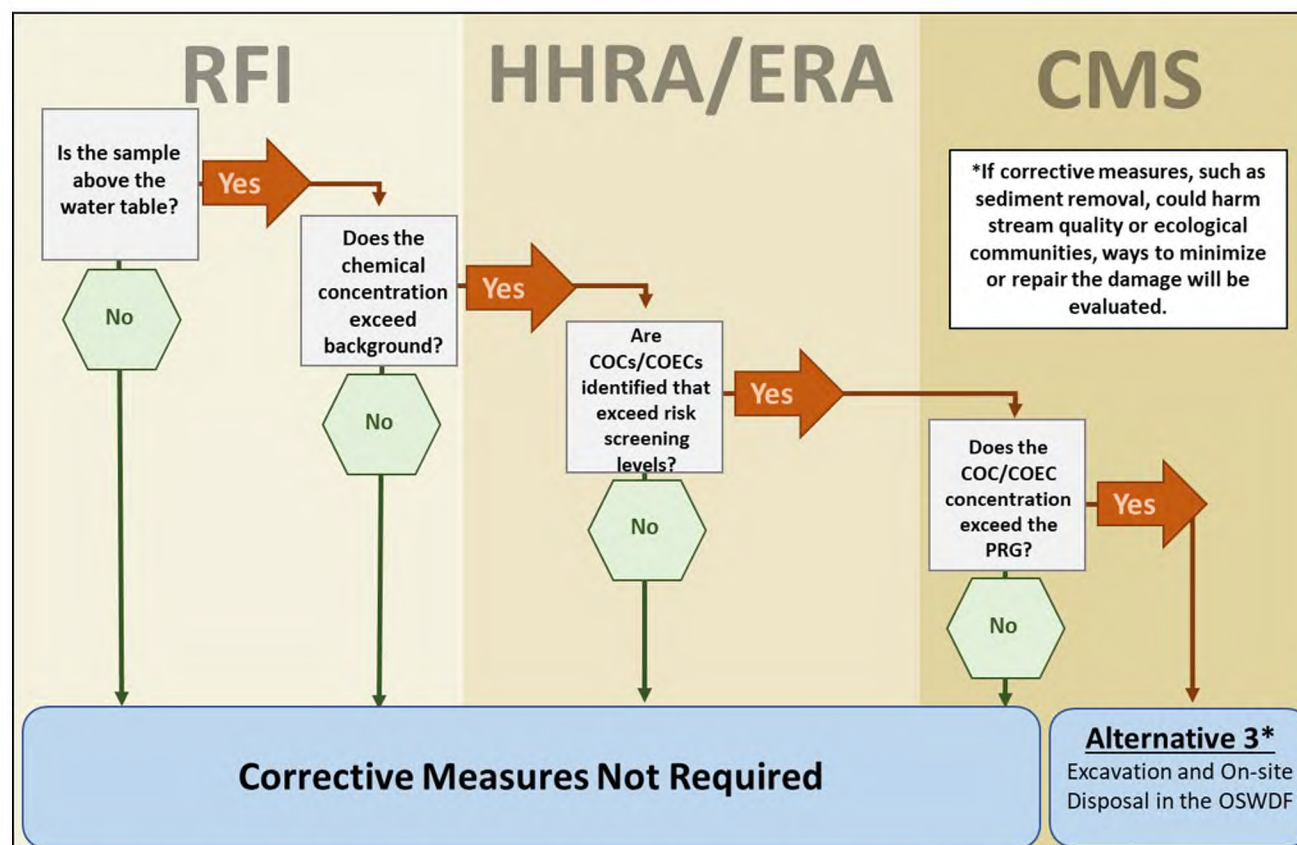 RFI
HHRA/ERA
CMS
Is the sample
above the
water table?
Yes
No
Does the
chemical
concentration
exceed
background?
Yes
No
Are
COCs/COECs
identified that
exceed risk
screening
levels?
Yes
No
*If corrective measures, such as
sediment removal, could harm
stream quality or ecological
communities, ways to minimize
or repair the damage will be
evaluated.
Does the
COC/COEC
concentration
exceed the
PRG?
Yes
No
Corrective Measures Not Required
Alternative 3*
Excavation and On-site
Disposal in the OSWDF